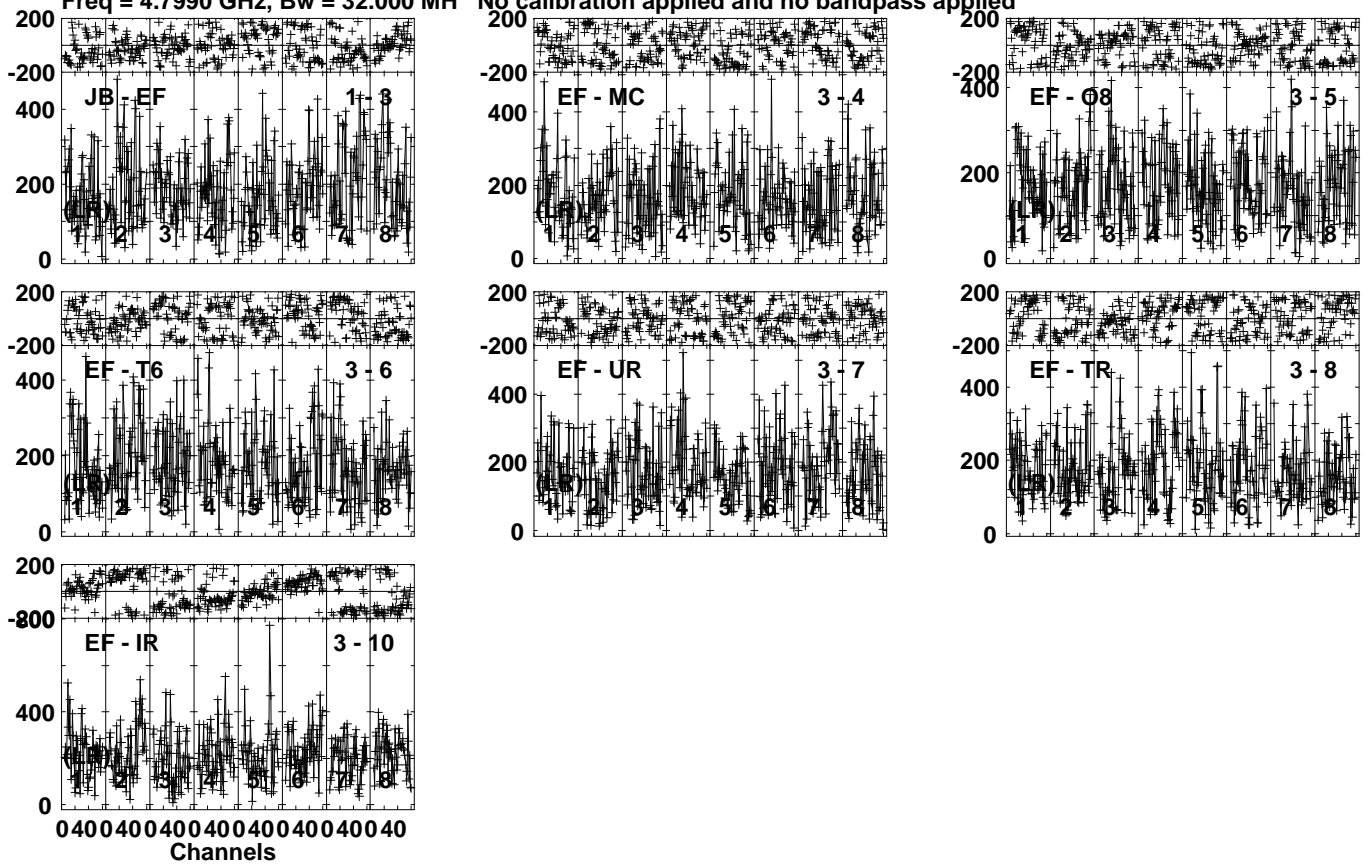 Freq = 4.7990 GHz, Bw = 32.000 MH No calibration applied and no bandpass applied
200
-200
JB - EF 1 - 3
400
200
0
(LR)
1 2 3 4 5 6 7 8
200
-200
EF - MC 3 - 4
400
200
0
(LR)
1 2 3 4 5 6 7 8
200
-200
EF - O8 3 - 5
400
200
0
(LR)
1 2 3 4 5 6 7 8
200
-200
EF - T6 3 - 6
400
200
0
(LR)
1 2 3 4 5 6 7 8
200
-200
EF - UR 3 - 7
400
200
0
(LR)
1 2 3 4 5 6 7 8
200
-200
EF - TR 3 - 8
400
200
0
(LR)
1 2 3 4 5 6 7 8
200
-200
800
EF - IR 3 - 10
400
0
(LR)
1 2 3 4 5 6 7 8
0 40 0 40 0 40 0 40 0 40 0 40 0 40 0 40
Channels